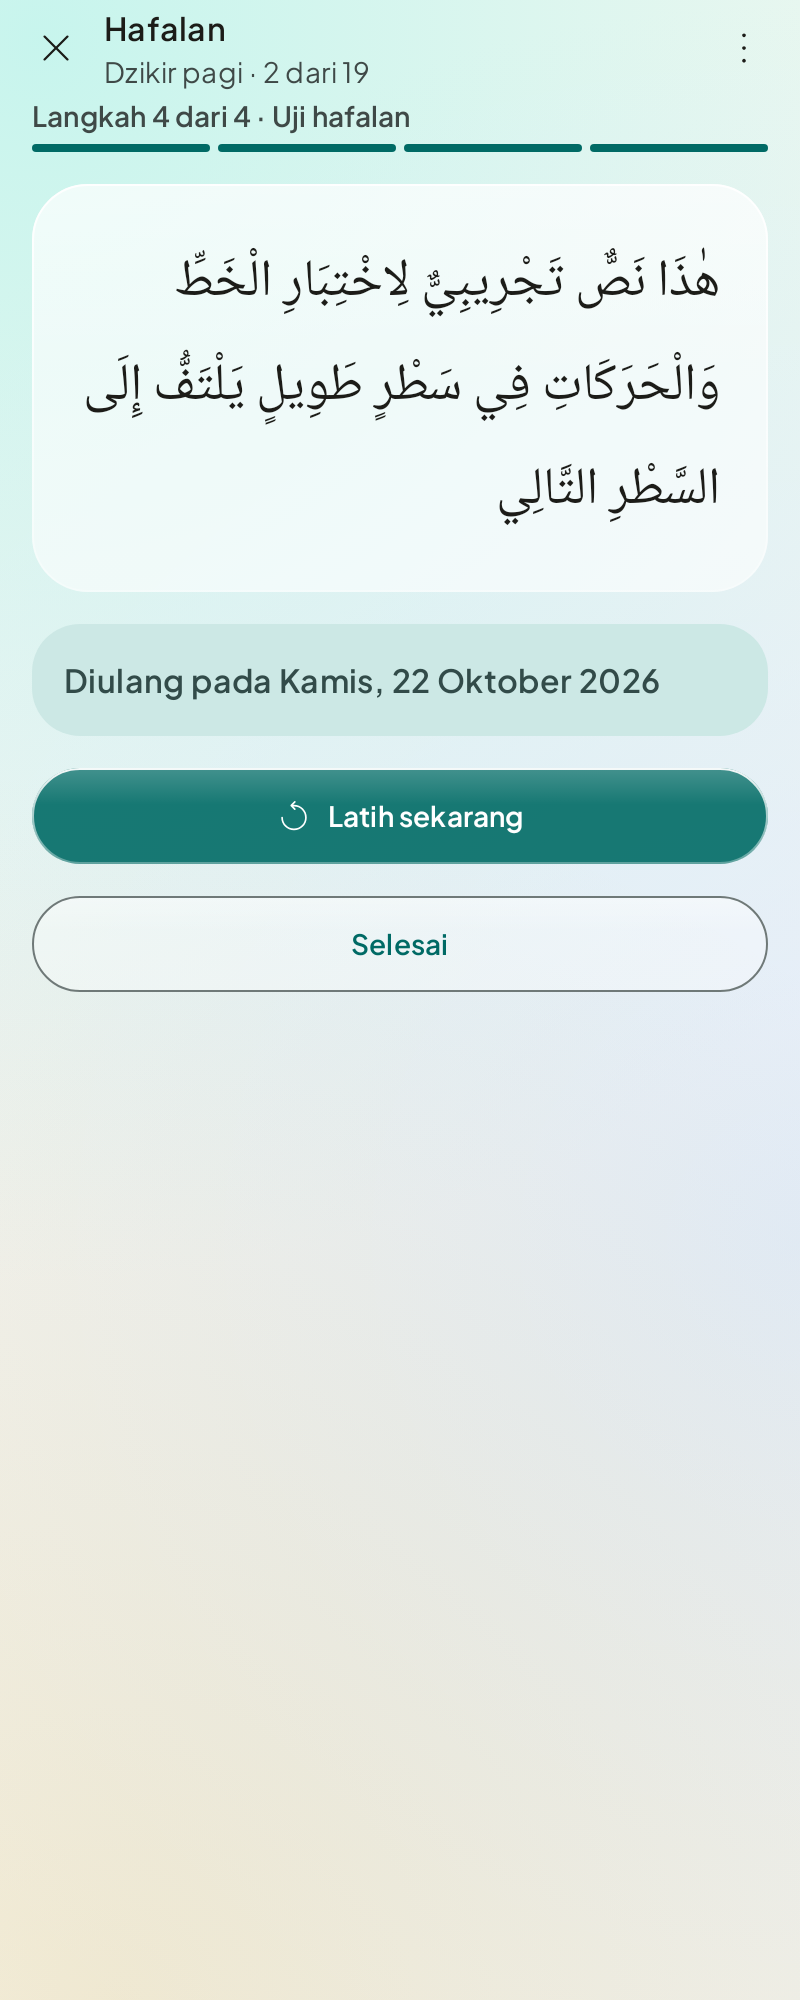 Hafalan
Dzikir pagi · 2 dari 19
Langkah 4 dari 4 · Uji hafalan
هٰذَا نَصٌّ تَجْرِيبِيٌّ لِاخْتِبَارِ الْخَطِّ
وَالْحَرَكَاتِ فِي سَطْرٍ طَوِيلٍ يَلْتَفُّ إِلَى
السَّطْرِ التَّالِي
Diulang pada Kamis, 22 Oktober 2026
Latih sekarang
Selesai